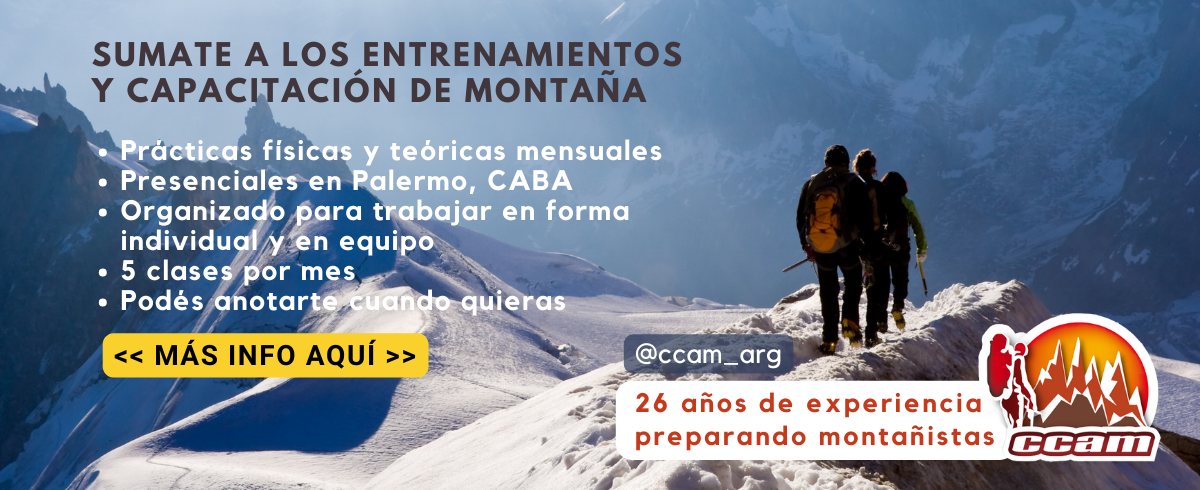 SUMATE A LOS ENTRENAMIENTOS
Y CAPACITACIÓN DE MONTAÑA
• Prácticas físicas y teóricas mensuales
• Presenciales en Palermo, CABA
• Organizado para trabajar en forma
individual y en equipo
• 5 clases por mes
• Podés anotarte cuando quieras
<< MÁS INFO AQUÍ >>
@ccam_arg
26 años de experiencia
preparando montañistas
ccam